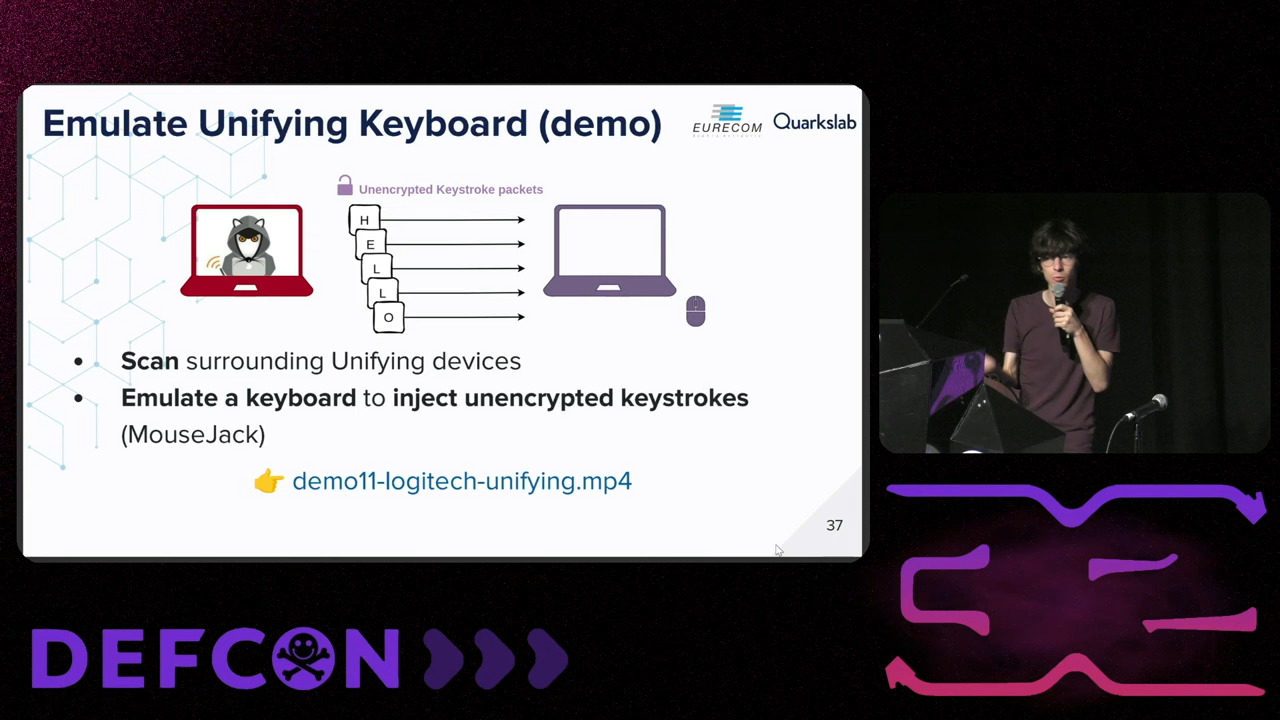 Emulate Unifying Keyboard (demo)
EURECOM
Quarkslab
Unencrypted Keystroke packets
H
E
L
L
O
• Scan surrounding Unifying devices
• Emulate a keyboard to inject unencrypted keystrokes
(MouseJack)
👉 demo11-logitech-unifying.mp4
37
DEFCON